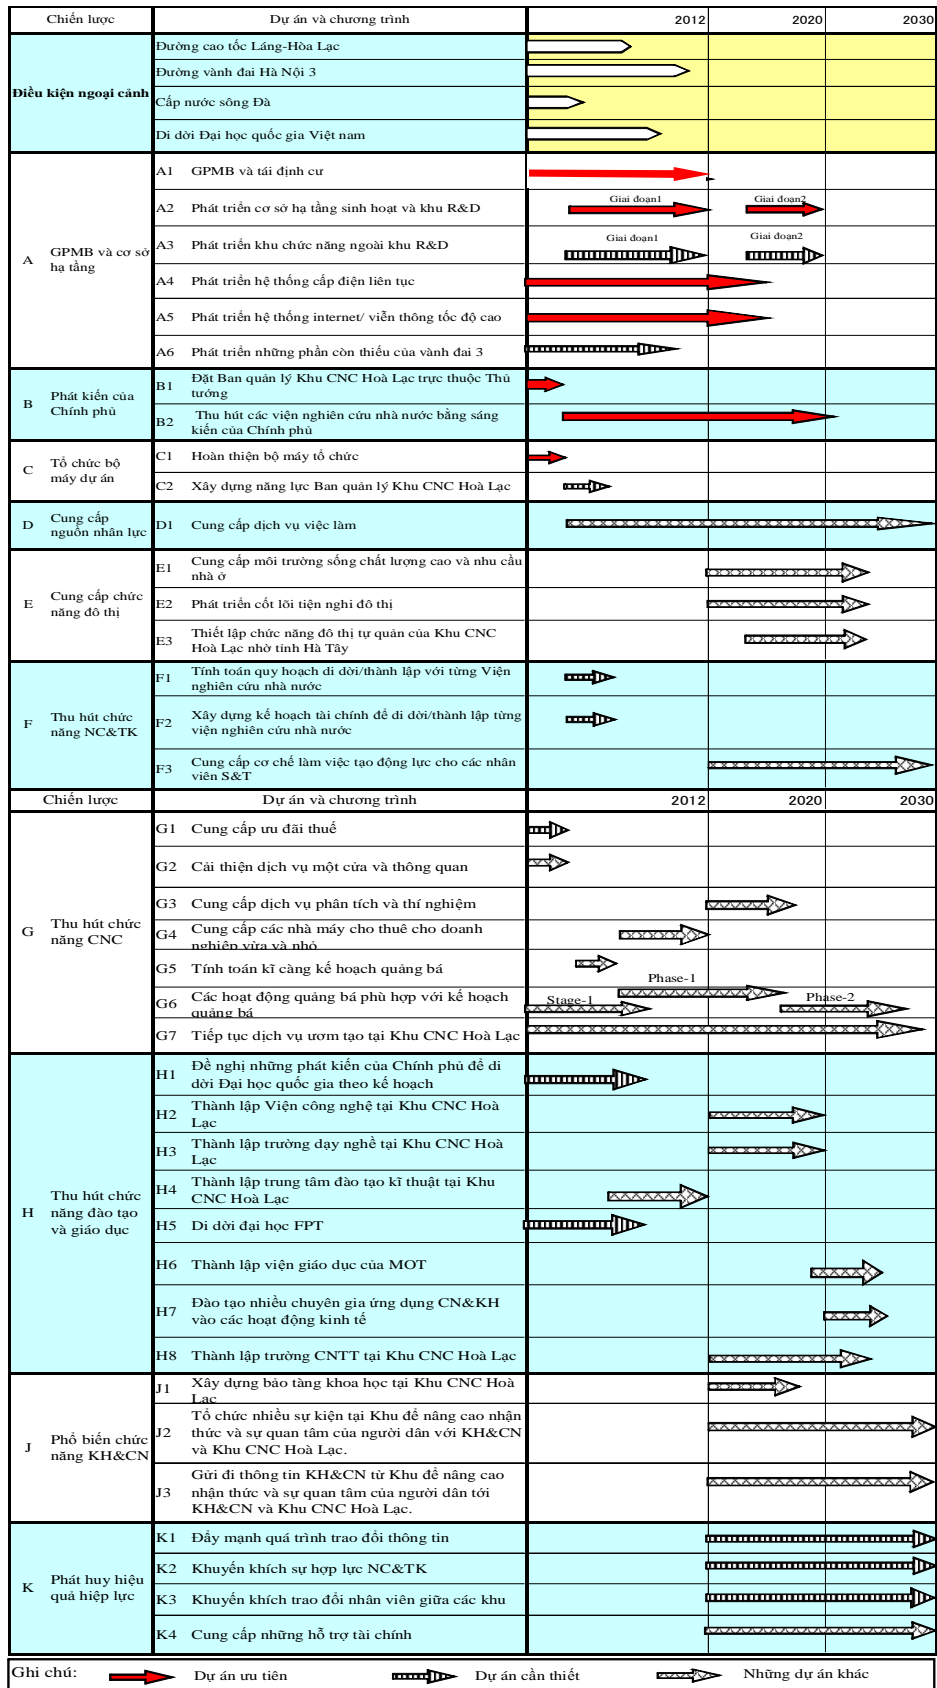 Chiến lược Dự án và chương trình 2012 2020 2030
Điều kiện ngoại cảnh
Đường cao tốc Láng-Hòa Lạc
Đường vành đai Hà Nội 3
Cấp nước sông Đà
Di dời Đại học quốc gia Việt nam
A GPMB và cơ sở
hạ tầng
A1 GPMB và tái định cư
A2 Phát triển cơ sở hạ tầng sinh hoạt và khu R&D Giai đoạn1 Giai đoạn2
A3 Phát triển khu chức năng ngoài khu R&D Giai đoạn1 Giai đoạn2
A4 Phát triển hệ thống cấp điện liên tục
A5 Phát triển hệ thống internet/ viễn thông tốc độ cao
A6 Phát triển những phần còn thiếu của vành đai 3
B Phát kiến của
Chính phủ
B1 Đặt Ban quản lý Khu CNC Hoà Lạc trực thuộc Thủ
tướng
B2 Thu hút các viện nghiên cứu nhà nước bằng sáng
kiến của Chính phủ
C Tổ chức bộ
máy dự án
C1 Hoàn thiện bộ máy tổ chức
C2 Xây dựng năng lực Ban quản lý Khu CNC Hoà Lạc
D Cung cấp
nguồn nhân lực
D1 Cung cấp dịch vụ việc làm
E Cung cấp chức
năng đô thị
E1 Cung cấp môi trường sống chất lượng cao và nhu cầu
nhà ở
E2 Phát triển cốt lõi tiện nghi đô thị
E3 Thiết lập chức năng đô thị tự quản của Khu CNC
Hoà Lạc nhờ tỉnh Hà Tây
F Thu hút chức
năng NC&TK
F1 Tính toán quy hoạch di dời/thành lập với từng Viện
nghiên cứu nhà nước
F2 Xây dựng kế hoạch tài chính để di dời/thành lập từng
viện nghiên cứu nhà nước
F3 Cung cấp cơ chế làm việc tạo động lực cho các nhân
viên S&T
Chiến lược Dự án và chương trình 2012 2020 2030
G Thu hút chức
năng CNC
G1 Cung cấp ưu đãi thuế
G2 Cải thiện dịch vụ một cửa và thông quan
G3 Cung cấp dịch vụ phân tích và thí nghiệm
G4 Cung cấp các nhà máy cho thuê cho doanh
nghiệp vừa và nhỏ
G5 Tính toán kĩ càng kế hoạch quảng bá
Phase-1
G6 Các hoạt động quảng bá phù hợp với kế hoạch
quảng bá
Stage-1 Phase-2
G7 Tiếp tục dịch vụ ươm tạo tại Khu CNC Hoà Lạc
H Thu hút chức
năng đào tạo
và giáo dục
H1 Đề nghị những phát kiến của Chính phủ để di
dời Đại học quốc gia theo kế hoạch
H2 Thành lập Viện công nghệ tại Khu CNC Hoà
Lạc
H3 Thành lập trường dạy nghề tại Khu CNC Hoà
Lạc
H4 Thành lập trung tâm đào tạo kĩ thuật tại Khu
CNC Hoà Lạc
H5 Di dời đại học FPT
H6 Thành lập viện giáo dục của MOT
H7 Đào tạo nhiều chuyên gia ứng dụng CN&KH
vào các hoạt động kinh tế
H8 Thành lập trường CNTT tại Khu CNC Hoà Lạc
J Phổ biến chức
năng KH&CN
J1 Xây dựng bảo tàng khoa học tại Khu CNC Hoà
Lạc
J2 Tổ chức nhiều sự kiện tại Khu để nâng cao nhận
thức và sự quan tâm của người dân với KH&CN
và Khu CNC Hoà Lạc.
J3 Gửi đi thông tin KH&CN từ Khu để nâng cao
nhận thức và sự quan tâm của người dân tới
KH&CN và Khu CNC Hoà Lạc.
K Phát huy hiệu
quả hiệp lực
K1 Đẩy mạnh quá trình trao đổi thông tin
K2 Khuyến khích sự hợp lực NC&TK
K3 Khuyến khích trao đổi nhân viên giữa các khu
K4 Cung cấp những hỗ trợ tài chính
Ghi chú: Dự án ưu tiên Dự án cần thiết Những dự án khác